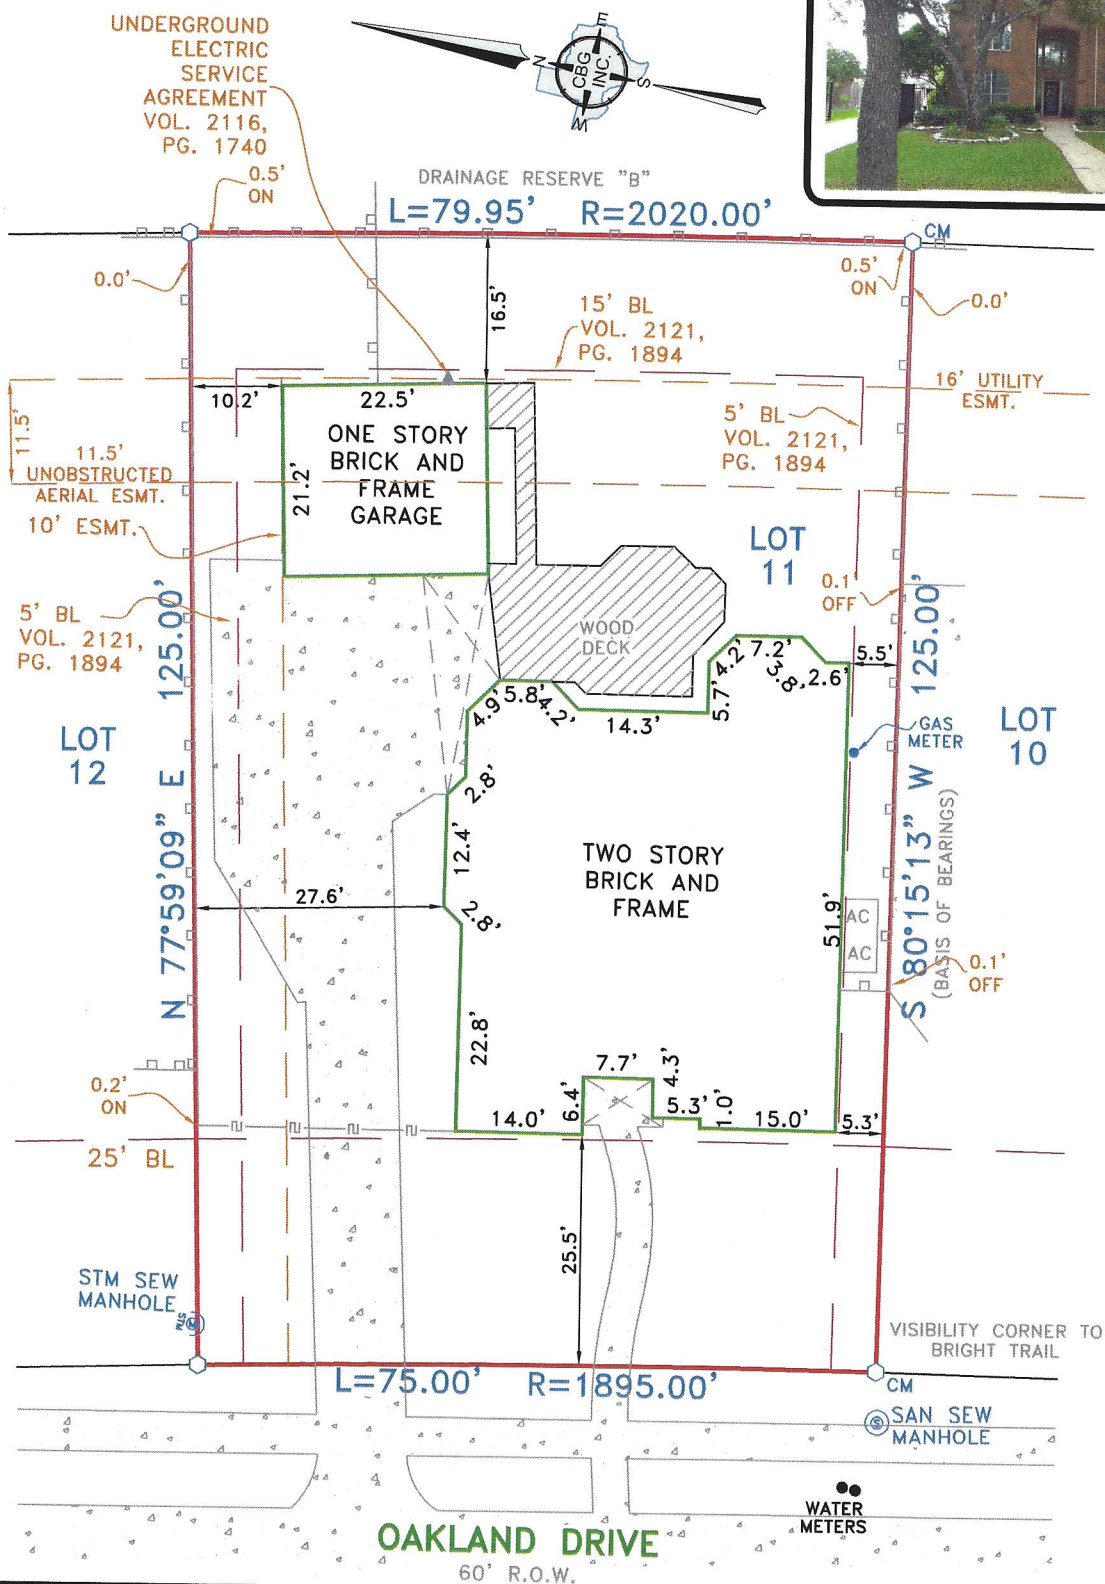 UNDERGROUND
ELECTRIC
SERVICE
AGREEMENT
VOL. 2116,
PG. 1740
E
N
CBG
INC.
S
W
0.5'
ON
DRAINAGE RESERVE "B"
L=79.95' R=2020.00'
CM
0.0'
0.5'
ON
0.0'
16.5'
15' BL
VOL. 2121,
PG. 1894
16' UTILITY
ESMT.
10.2'
22.5'
5' BL
VOL. 2121,
PG. 1894
11.5'
11.5'
UNOBSTRUCTED
AERIAL ESMT.
ONE STORY
BRICK AND
FRAME
GARAGE
21.2'
10' ESMT.
LOT
11
0.1'
OFF
5' BL
VOL. 2121,
PG. 1894
WOOD
DECK
N 77°59'09" E 125.00'
S 80°15'13" W 125.00'
(BASIS OF BEARINGS)
4.2'
7.2'
3.8'
2.6'
5.5'
5.7'
4.9'
5.8'
4.2'
14.3'
2.8'
GAS
METER
LOT
12
LOT
10
12.4'
TWO STORY
BRICK AND
FRAME
27.6'
2.8'
51.9'
AC
AC
0.1'
OFF
22.8'
7.7'
4.3'
6.4'
5.3'
1.0'
14.0'
15.0'
5.3'
0.2'
ON
25' BL
25.5'
STM SEW
MANHOLE
STM
M
VISIBILITY CORNER TO
BRIGHT TRAIL
L=75.00' R=1895.00'
CM
S
SAN SEW
MANHOLE
WATER
METERS
OAKLAND DRIVE
60' R.O.W.